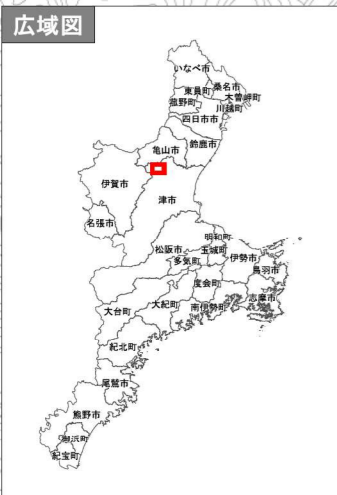 広域図
いなべ市
東員町
桑名市
木曽岬町
菰野町
川越町
四日市市
亀山市
鈴鹿市
伊賀市
津市
名張市
明和町
松阪市
玉城町
多気町
伊勢市
鳥羽市
度会町
志摩市
大紀町
南伊勢町
大台町
紀北町
尾鷲市
熊野市
御浜町
紀宝町